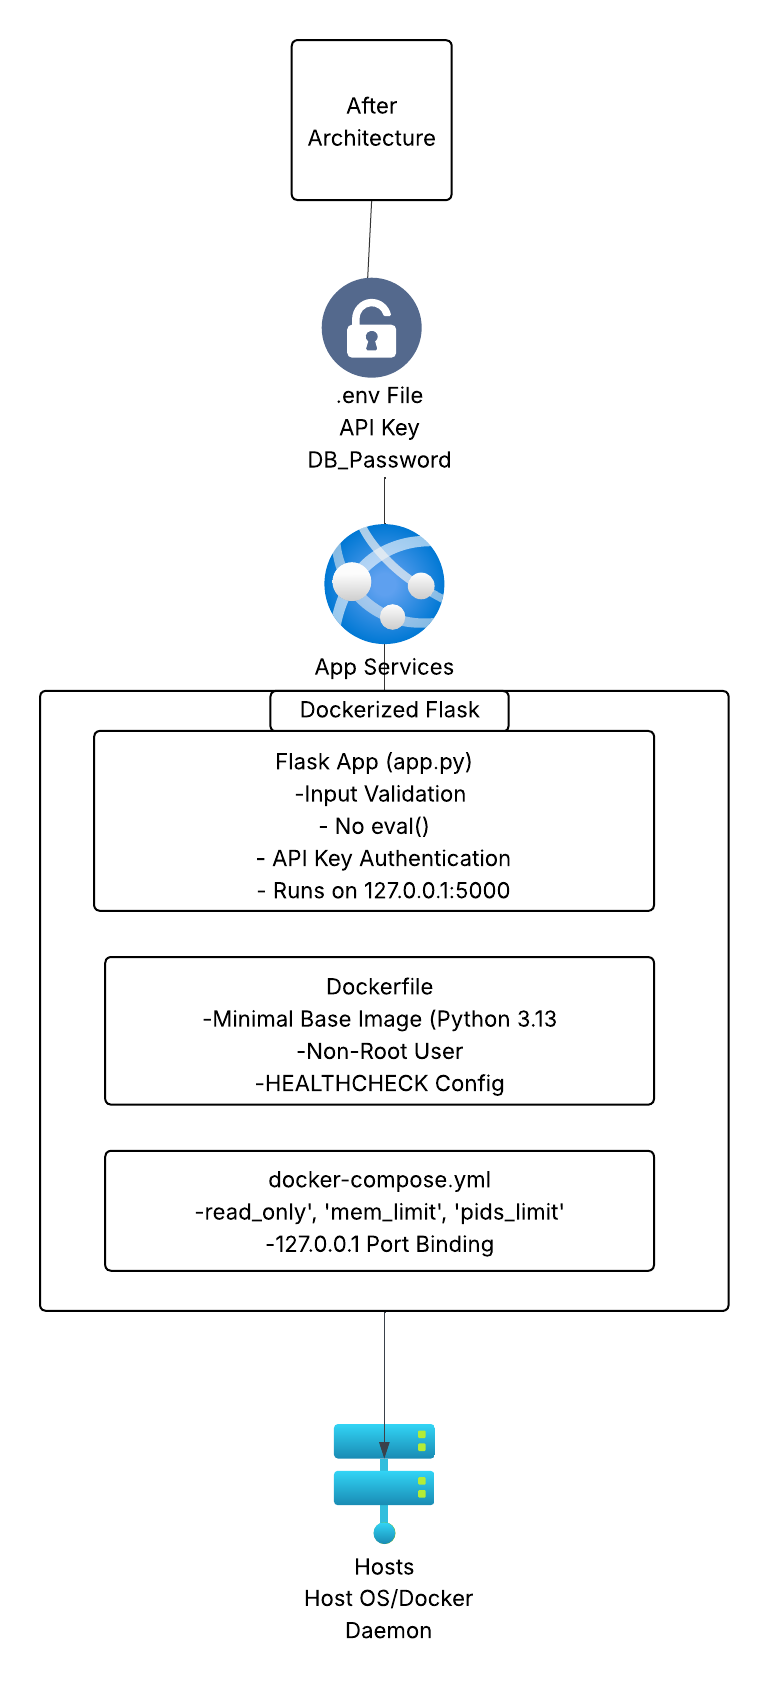 After
Architecture
.env File
API Key
DB_Password
App Services
Dockerized Flask
Flask App (app.py)
-Input Validation
- No eval()
- API Key Authentication
- Runs on 127.0.0.1:5000
Dockerfile
-Minimal Base Image (Python 3.13
-Non-Root User
-HEALTHCHECK Config
docker-compose.yml
-read_only', 'mem_limit', 'pids_limit'
-127.0.0.1 Port Binding
Hosts
Host OS/Docker
Daemon